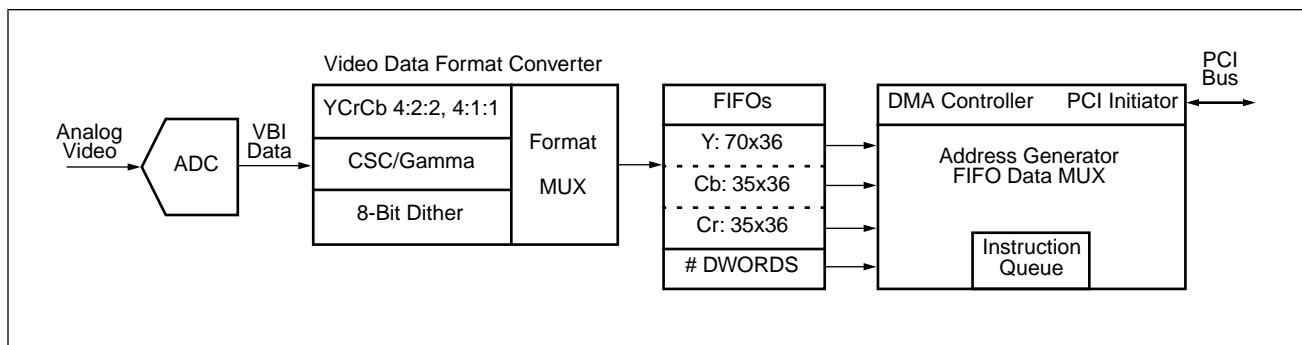 Video Data Format Converter
Analog
Video
ADC
VBI
Data
YCrCb 4:2:2, 4:1:1
CSC/Gamma
8-Bit Dither
Format
MUX
FIFOs
Y: 70x36
Cb: 35x36
Cr: 35x36
# DWORDS
DMA Controller
PCI Initiator
Address Generator
FIFO Data MUX
Instruction
Queue
PCI
Bus